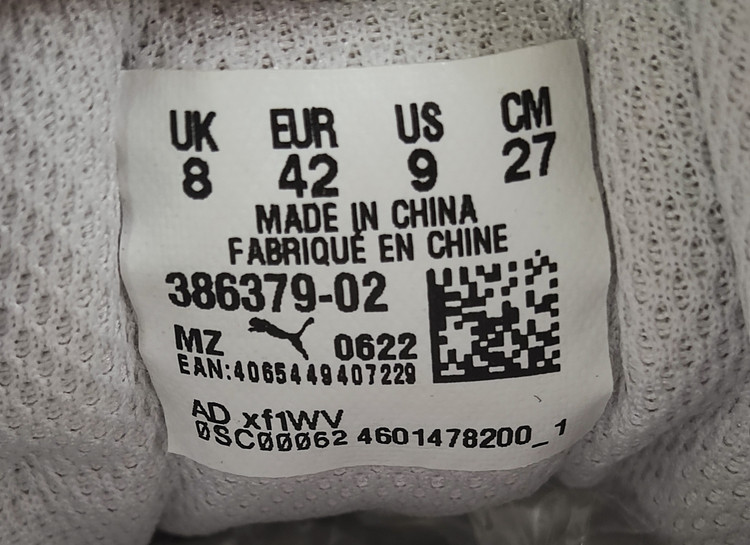 UK EUR US CM
8 42 9 27
MADE IN CHINA
FABRIQUÉ EN CHINE
386379-02
MZ 0622
EAN:4065449407229
AD xf1WV
0SC00062 4601478200_1